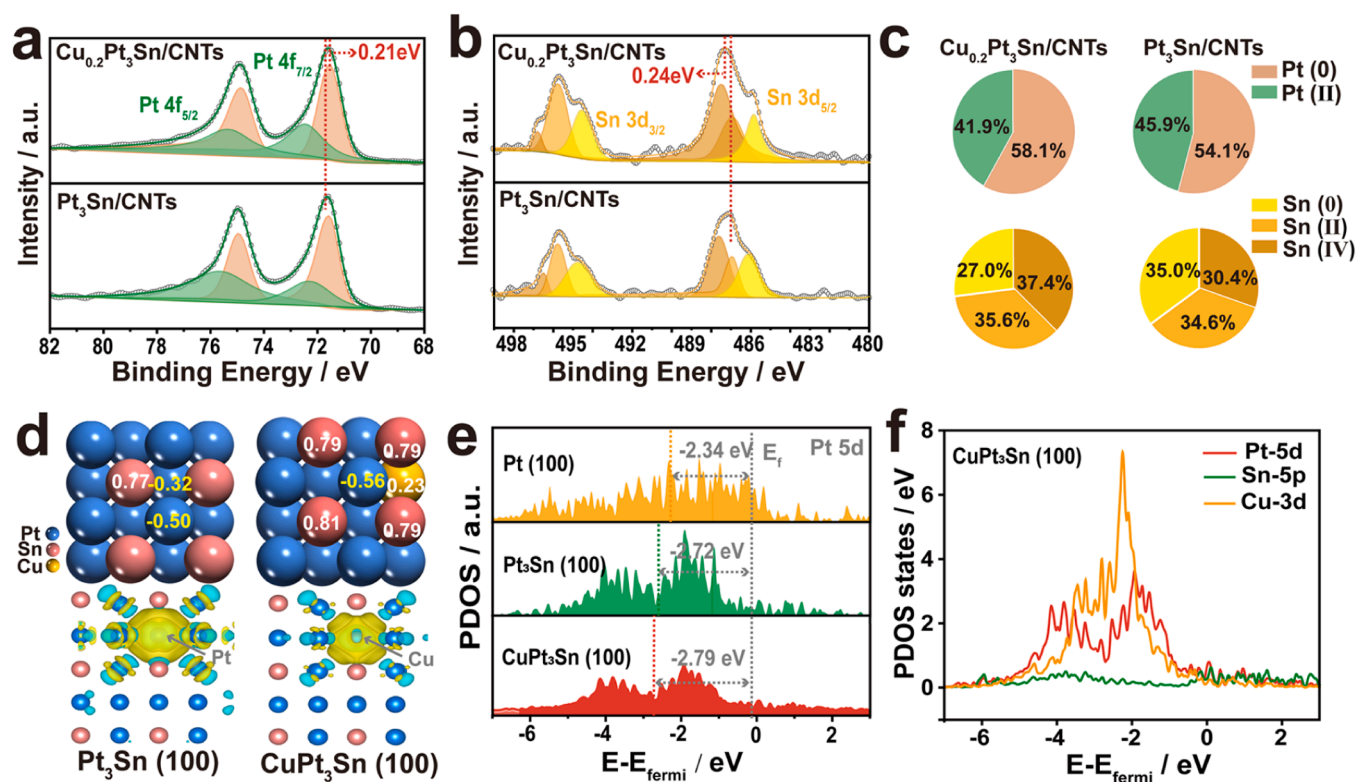 a
Cu0.2Pt3Sn/CNTs
0.21eV
Pt 4f7/2
Pt 4f5/2
Pt3Sn/CNTs
Intensity / a.u.
82 80 78 76 74 72 70 68
Binding Energy / eV
b
Cu0.2Pt3Sn/CNTs
0.24eV
Sn 3d5/2
Sn 3d3/2
Pt3Sn/CNTs
Intensity / a.u.
498 495 492 489 486 483 480
Binding Energy / eV
c
Cu0.2Pt3Sn/CNTs
Pt3Sn/CNTs
Pt (0)
Pt (II)
41.9%
58.1%
45.9%
54.1%
Sn (0)
Sn (II)
Sn (IV)
27.0%
37.4%
35.6%
35.0%
30.4%
34.6%
d
0.77
-0.32
-0.50
0.79
0.79
-0.56
0.23
0.81
0.79
Pt
Sn
Cu
Pt
Cu
Pt3Sn (100)
CuPt3Sn (100)
e
Pt (100)
-2.34 eV
Ef
Pt 5d
Pt3Sn (100)
-2.72 eV
CuPt3Sn (100)
-2.79 eV
PDOS / a.u.
-6 -4 -2 0 2
E-Efermi / eV
f
CuPt3Sn (100)
Pt-5d
Sn-5p
Cu-3d
PDOS states / eV
8
6
4
2
0
-6 -4 -2 0 2
E-Efermi / eV